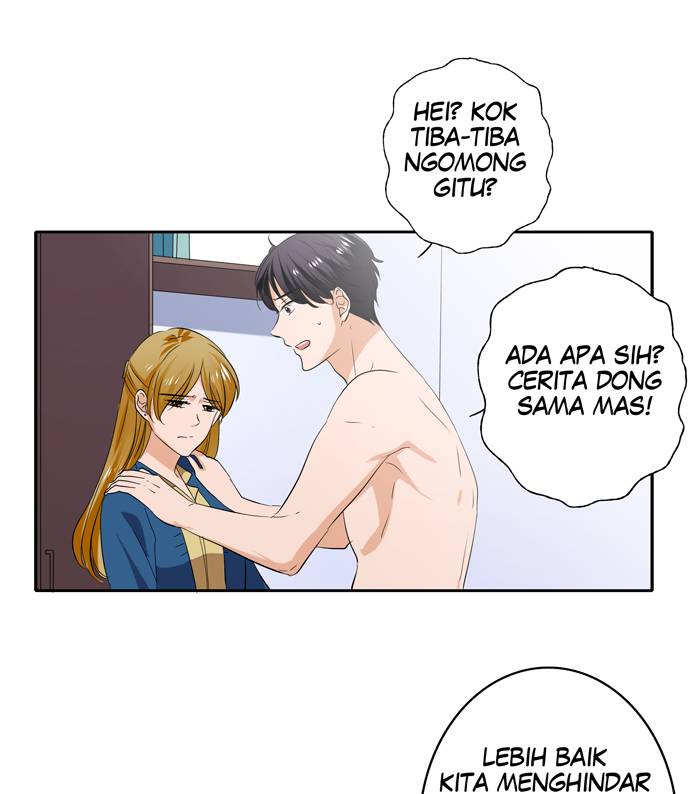 HEI? KOK
TIBA-TIBA
NGOMONG
GITU?
ADA APA SIH?
CERITA DONG
SAMA MAS!
LEBIH BAIK
KITA MENGHINDAR